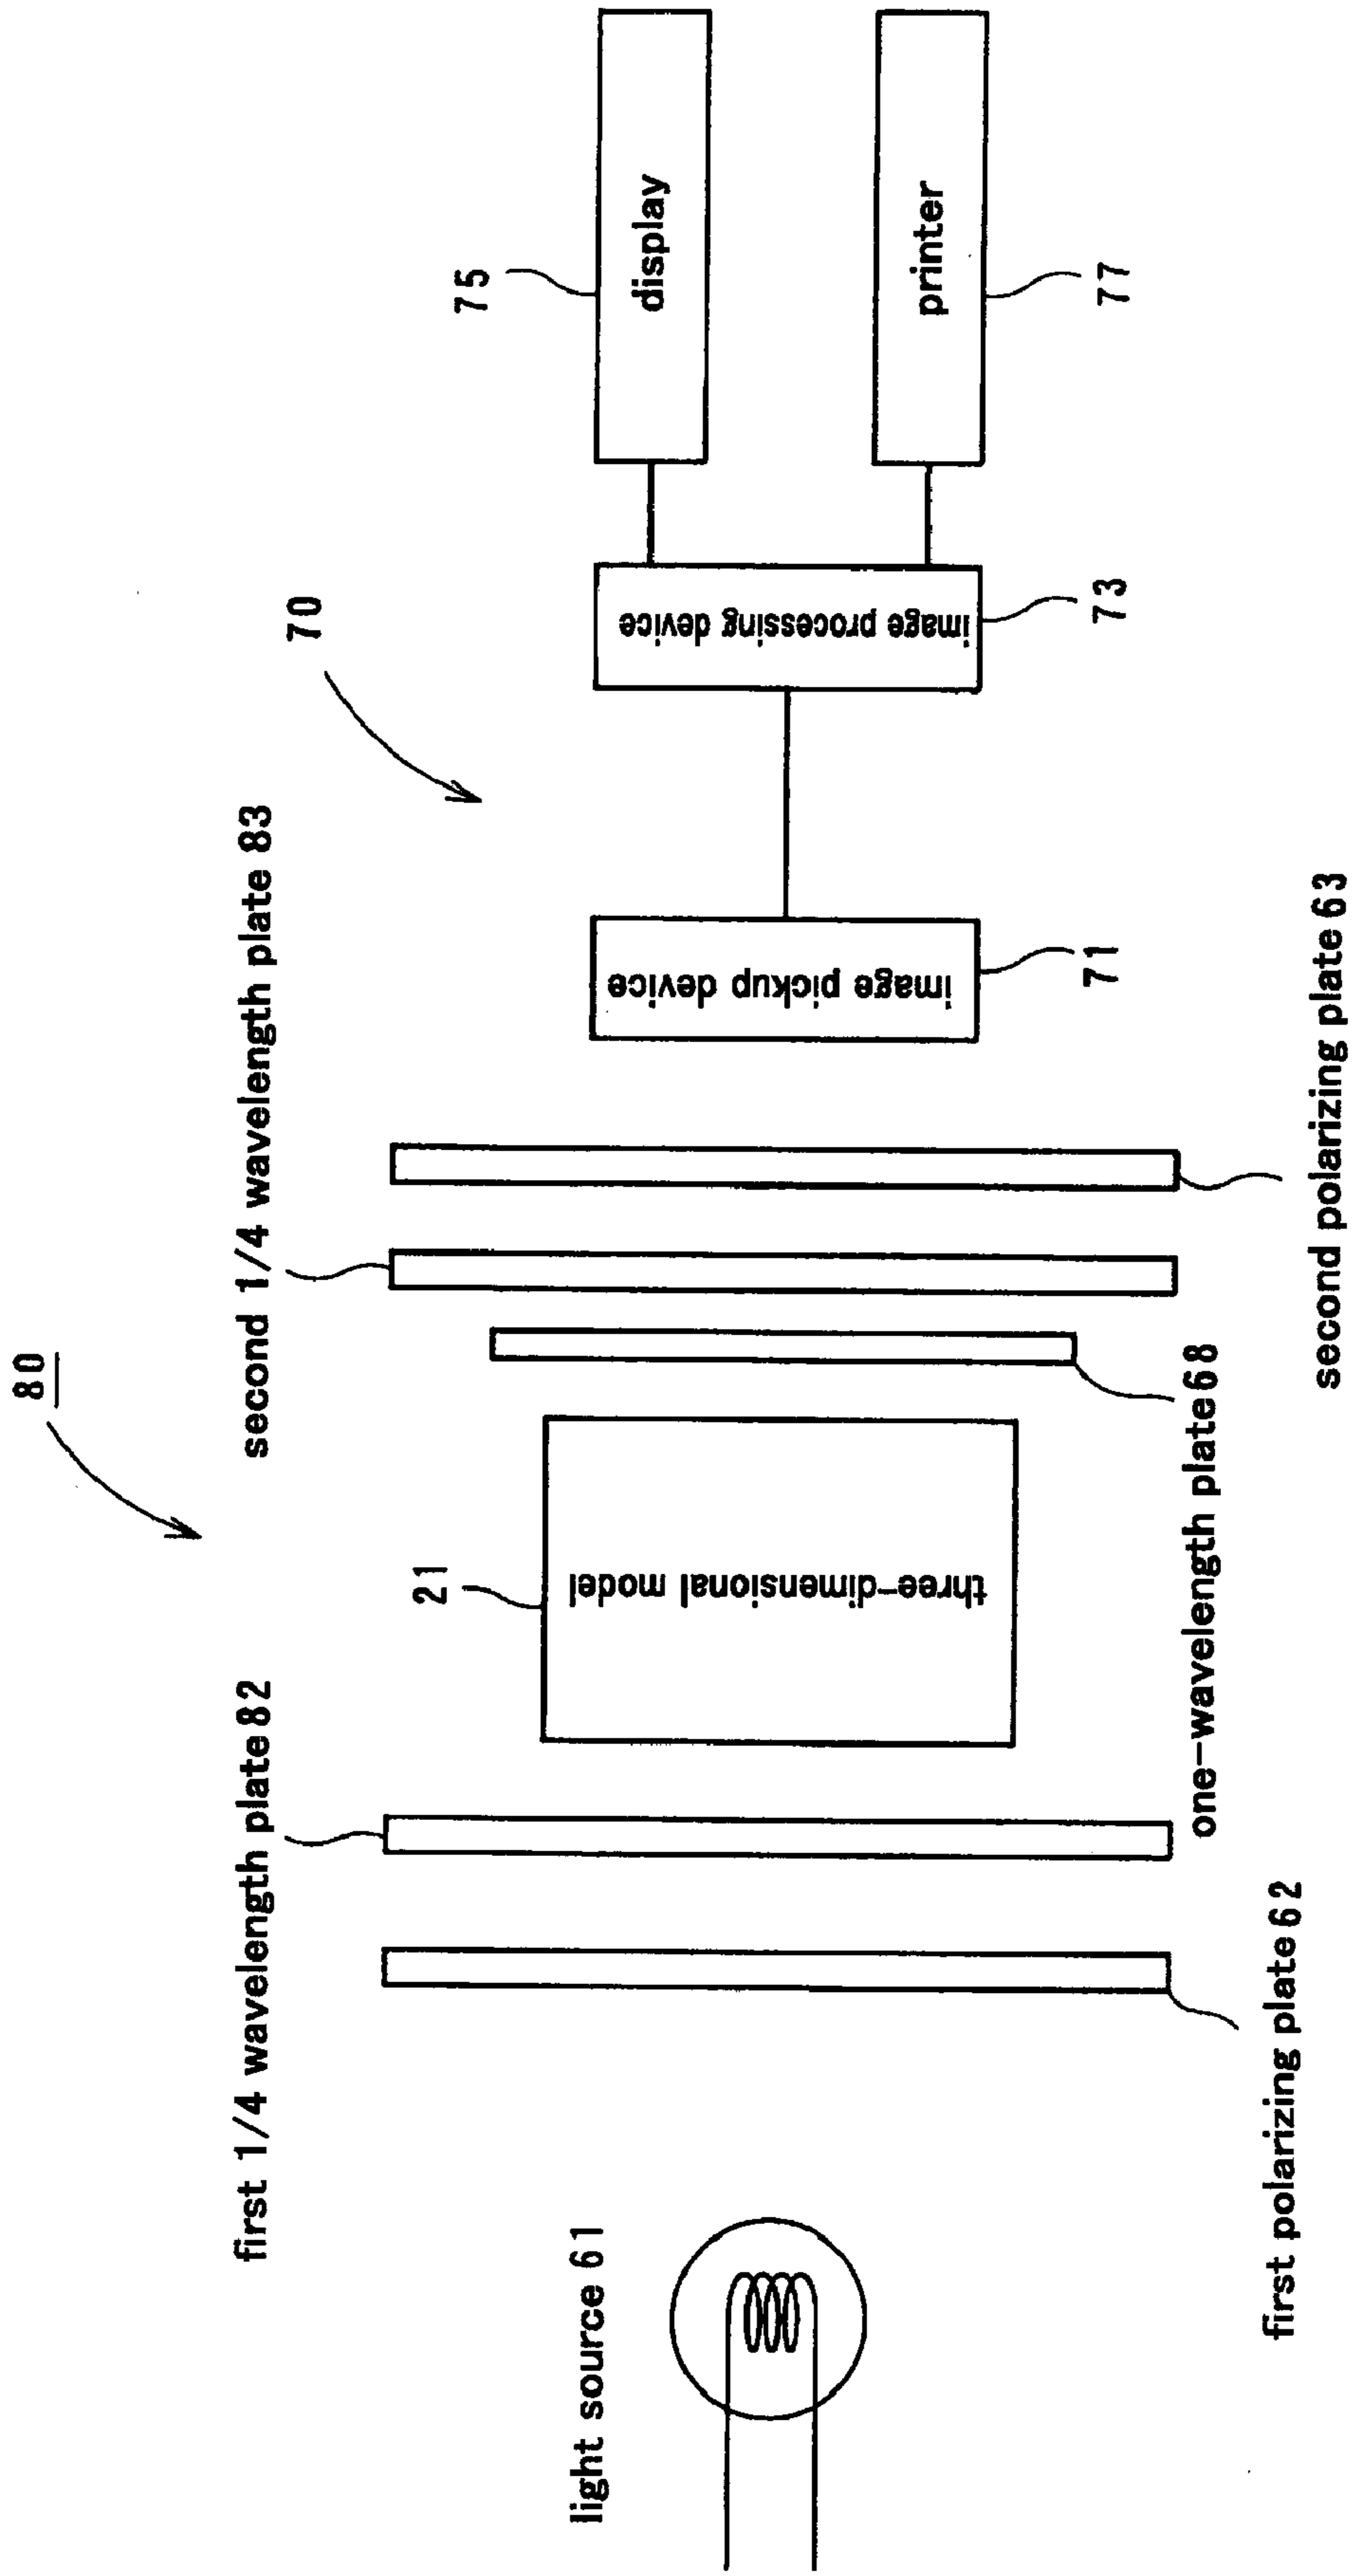 80
70
first 1/4 wavelength plate 82
second 1/4 wavelength plate 83
21
75
light source 61
three-dimensional model
image pickup device
image processing device
display
printer
71
73
77
one-wavelength plate 68
first polarizing plate 62
second polarizing plate 63